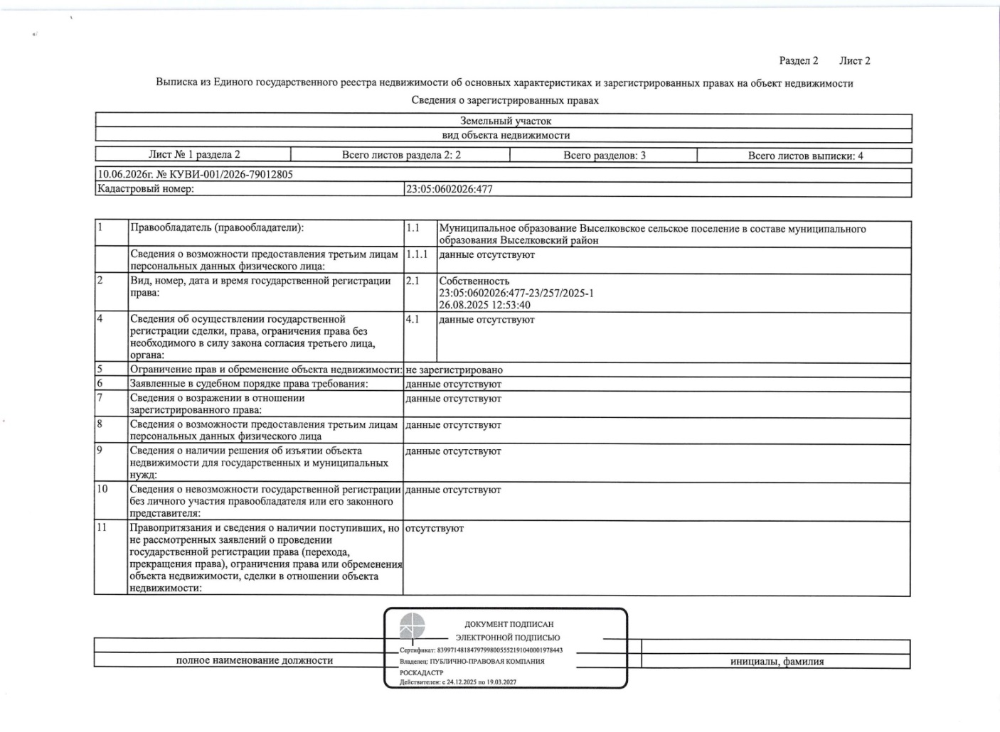 Раздел 2 Лист 2
Выписка из Единого государственного реестра недвижимости об основных характеристиках и зарегистрированных правах на объект недвижимости
Сведения о зарегистрированных правах
Земельный участок
вид объекта недвижимости
Лист № 1 раздела 2 Всего листов раздела 2: 2 Всего разделов: 3 Всего листов выписки: 4
10.06.2026г. № КУВИ-001/2026-79012805
Кадастровый номер: 23:05:0602026:477
1 Правообладатель (правообладатели): 1.1 Муниципальное образование Выселковское сельское поселение в составе муниципального
образования Выселковский район
Сведения о возможности предоставления третьим лицам 1.1.1 данные отсутствуют
персональных данных физического лица:
2 Вид, номер, дата и время государственной регистрации 2.1 Собственность
права: 23:05:0602026:477-23/257/2025-1
26.08.2025 12:53:40
4 Сведения об осуществлении государственной 4.1 данные отсутствуют
регистрации сделки, права, ограничения права без
необходимого в силу закона согласия третьего лица,
органа:
5 Ограничение прав и обременение объекта недвижимости: не зарегистрировано
6 Заявленные в судебном порядке права требования: данные отсутствуют
7 Сведения о возражении в отношении данные отсутствуют
зарегистрированного права:
8 Сведения о возможности предоставления третьим лицам данные отсутствуют
персональных данных физического лица
9 Сведения о наличии решения об изъятии объекта данные отсутствуют
недвижимости для государственных и муниципальных
нужд:
10 Сведения о невозможности государственной регистрации данные отсутствуют
без личного участия правообладателя или его законного
представителя:
11 Правопритязания и сведения о наличии поступивших, но отсутствуют
не рассмотренных заявлений о проведении
государственной регистрации права (перехода,
прекращения права), ограничения права или обременения
объекта недвижимости, сделки в отношении объекта
недвижимости:
ДОКУМЕНТ ПОДПИСАН
ЭЛЕКТРОННОЙ ПОДПИСЬЮ
Сертификат: 83997148184797998005552191040001978443
Владелец: ПУБЛИЧНО-ПРАВОВАЯ КОМПАНИЯ
РОСКАДАСТР
Действителен: с 24.12.2025 по 19.03.2027
полное наименование должности инициалы, фамилия